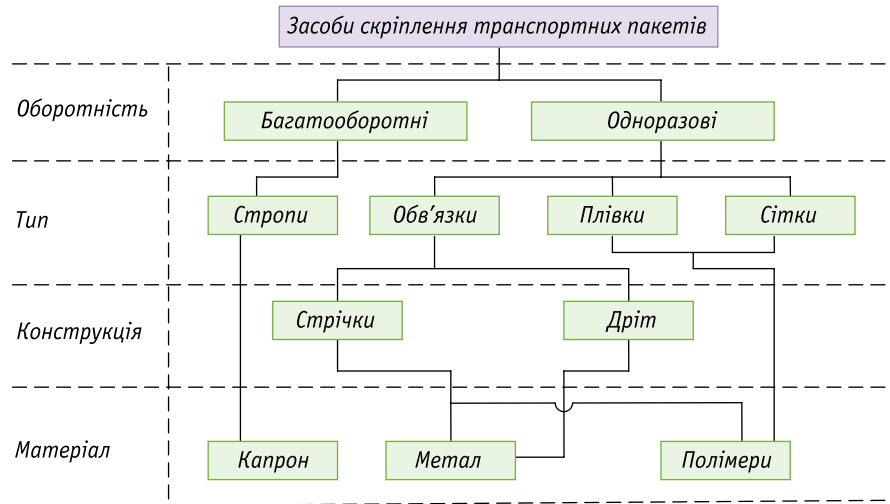 Засоби скріплення транспортних пакетів
Оборотність
Багатооборотні
Одноразові
Тип
Стропи
Обв’язки
Плівки
Сітки
Конструкція
Стрічки
Дріт
Матеріал
Капрон
Метал
Полімери